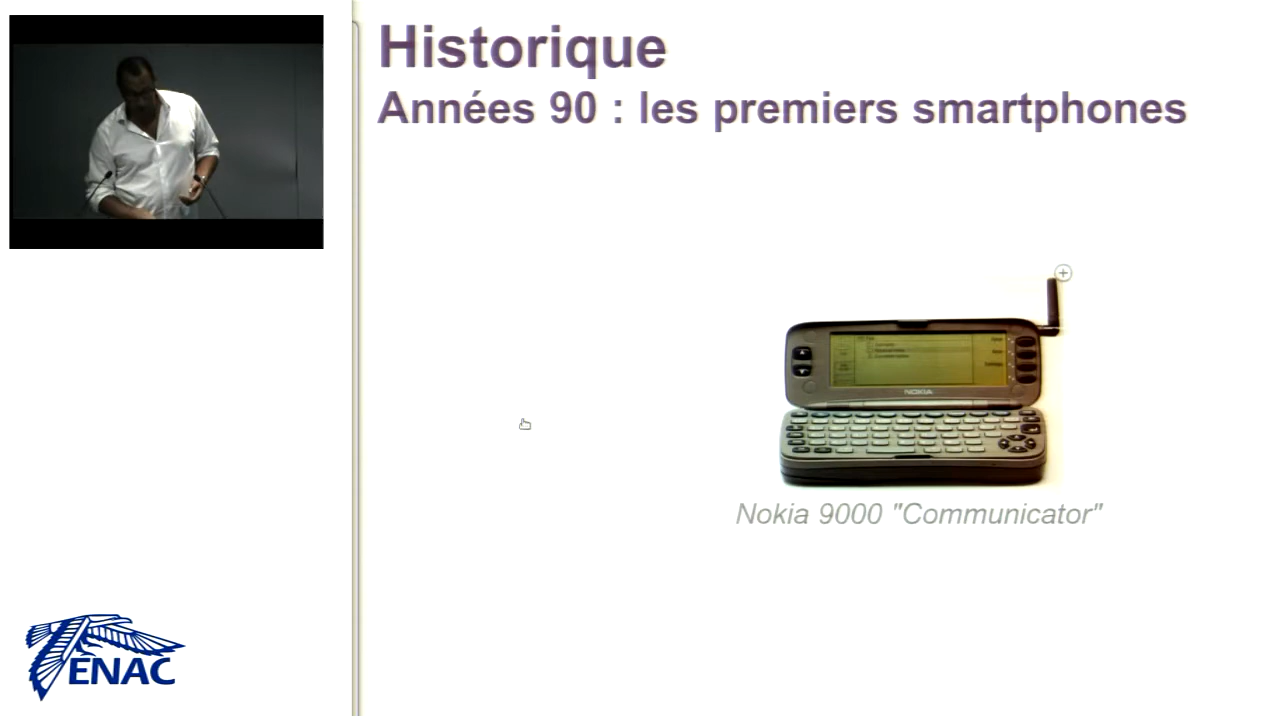 Historique
Années 90 : les premiers smartphones
NOKIA
Nokia 9000 "Communicator"
ENAC